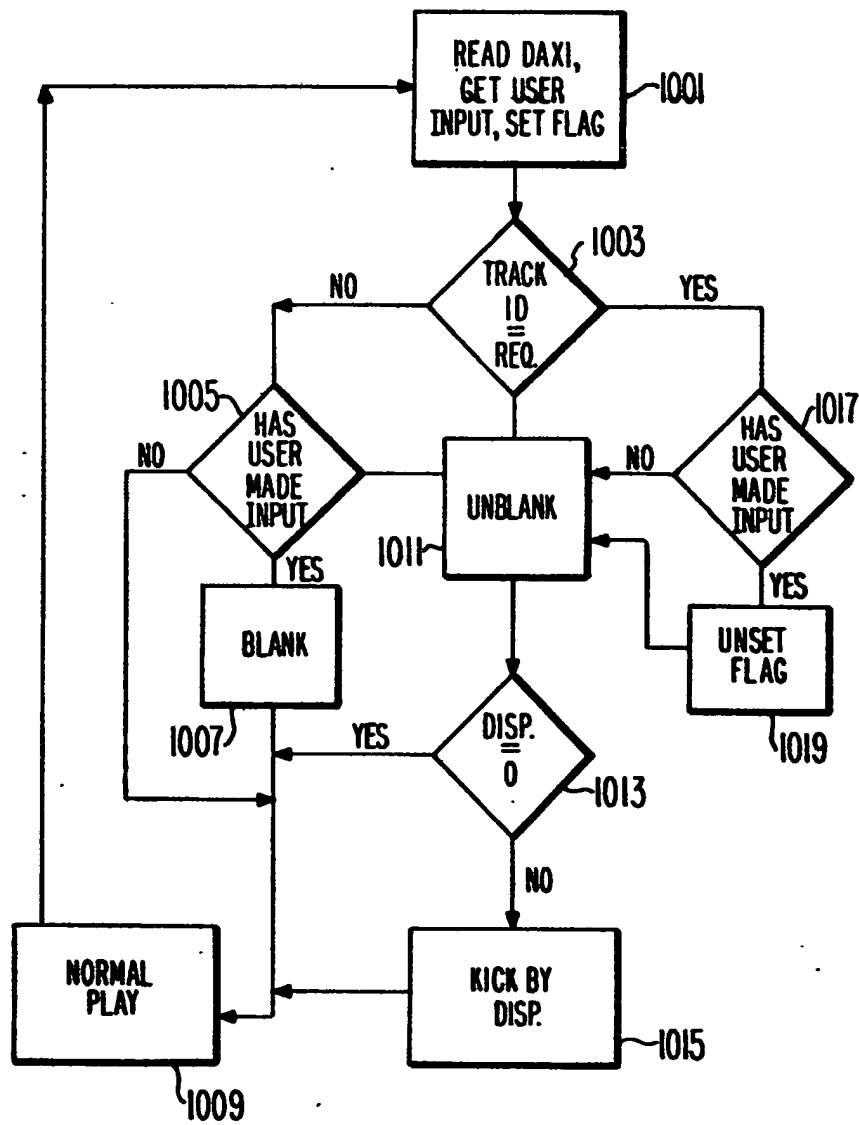 READ DAXI,
GET USER
INPUT, SET FLAG
1001
1003
TRACK
ID
=
REQ.
NO
YES
1005
HAS
USER
MADE
INPUT
NO
YES
1017
HAS
USER
MADE
INPUT
NO
YES
UNBLANK
1011
BLANK
1007
UNSET
FLAG
1019
YES
DISP.
=
0
1013
NO
NORMAL
PLAY
1009
KICK BY
DISP.
1015